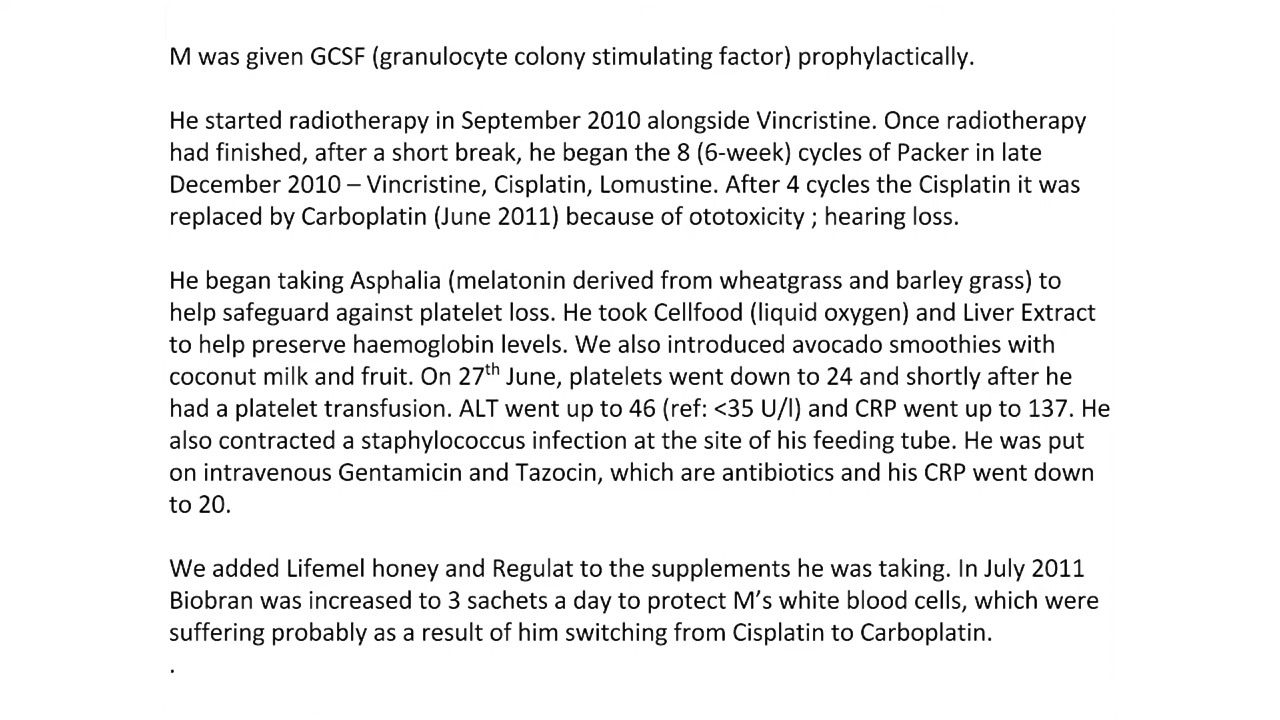 M was given GCSF (granulocyte colony stimulating factor) prophylactically.
He started radiotherapy in September 2010 alongside Vincristine. Once radiotherapy
had finished, after a short break, he began the 8 (6-week) cycles of Packer in late
December 2010 – Vincristine, Cisplatin, Lomustine. After 4 cycles the Cisplatin it was
replaced by Carboplatin (June 2011) because of ototoxicity ; hearing loss.
He began taking Asphalia (melatonin derived from wheatgrass and barley grass) to
help safeguard against platelet loss. He took Cellfood (liquid oxygen) and Liver Extract
to help preserve haemoglobin levels. We also introduced avocado smoothies with
coconut milk and fruit. On 27th June, platelets went down to 24 and shortly after he
had a platelet transfusion. ALT went up to 46 (ref: <35 U/l) and CRP went up to 137. He
also contracted a staphylococcus infection at the site of his feeding tube. He was put
on intravenous Gentamicin and Tazocin, which are antibiotics and his CRP went down
to 20.
We added Lifemel honey and Regulat to the supplements he was taking. In July 2011
Biobran was increased to 3 sachets a day to protect M’s white blood cells, which were
suffering probably as a result of him switching from Cisplatin to Carboplatin.
.